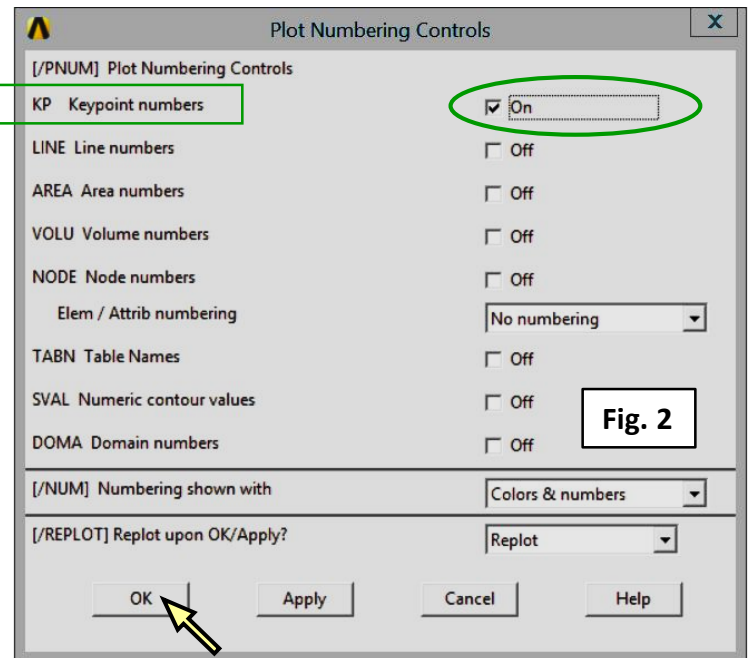 Plot Numbering Controls
X
[/PNUM] Plot Numbering Controls
KP Keypoint numbers On
LINE Line numbers Off
AREA Area numbers Off
VOLU Volume numbers Off
NODE Node numbers Off
Elem / Attrib numbering No numbering
TABN Table Names Off
SVAL Numeric contour values Off
Fig. 2
DOMA Domain numbers Off
[/NUM] Numbering shown with Colors & numbers
[/REPLOT] Replot upon OK/Apply? Replot
OK Apply Cancel Help